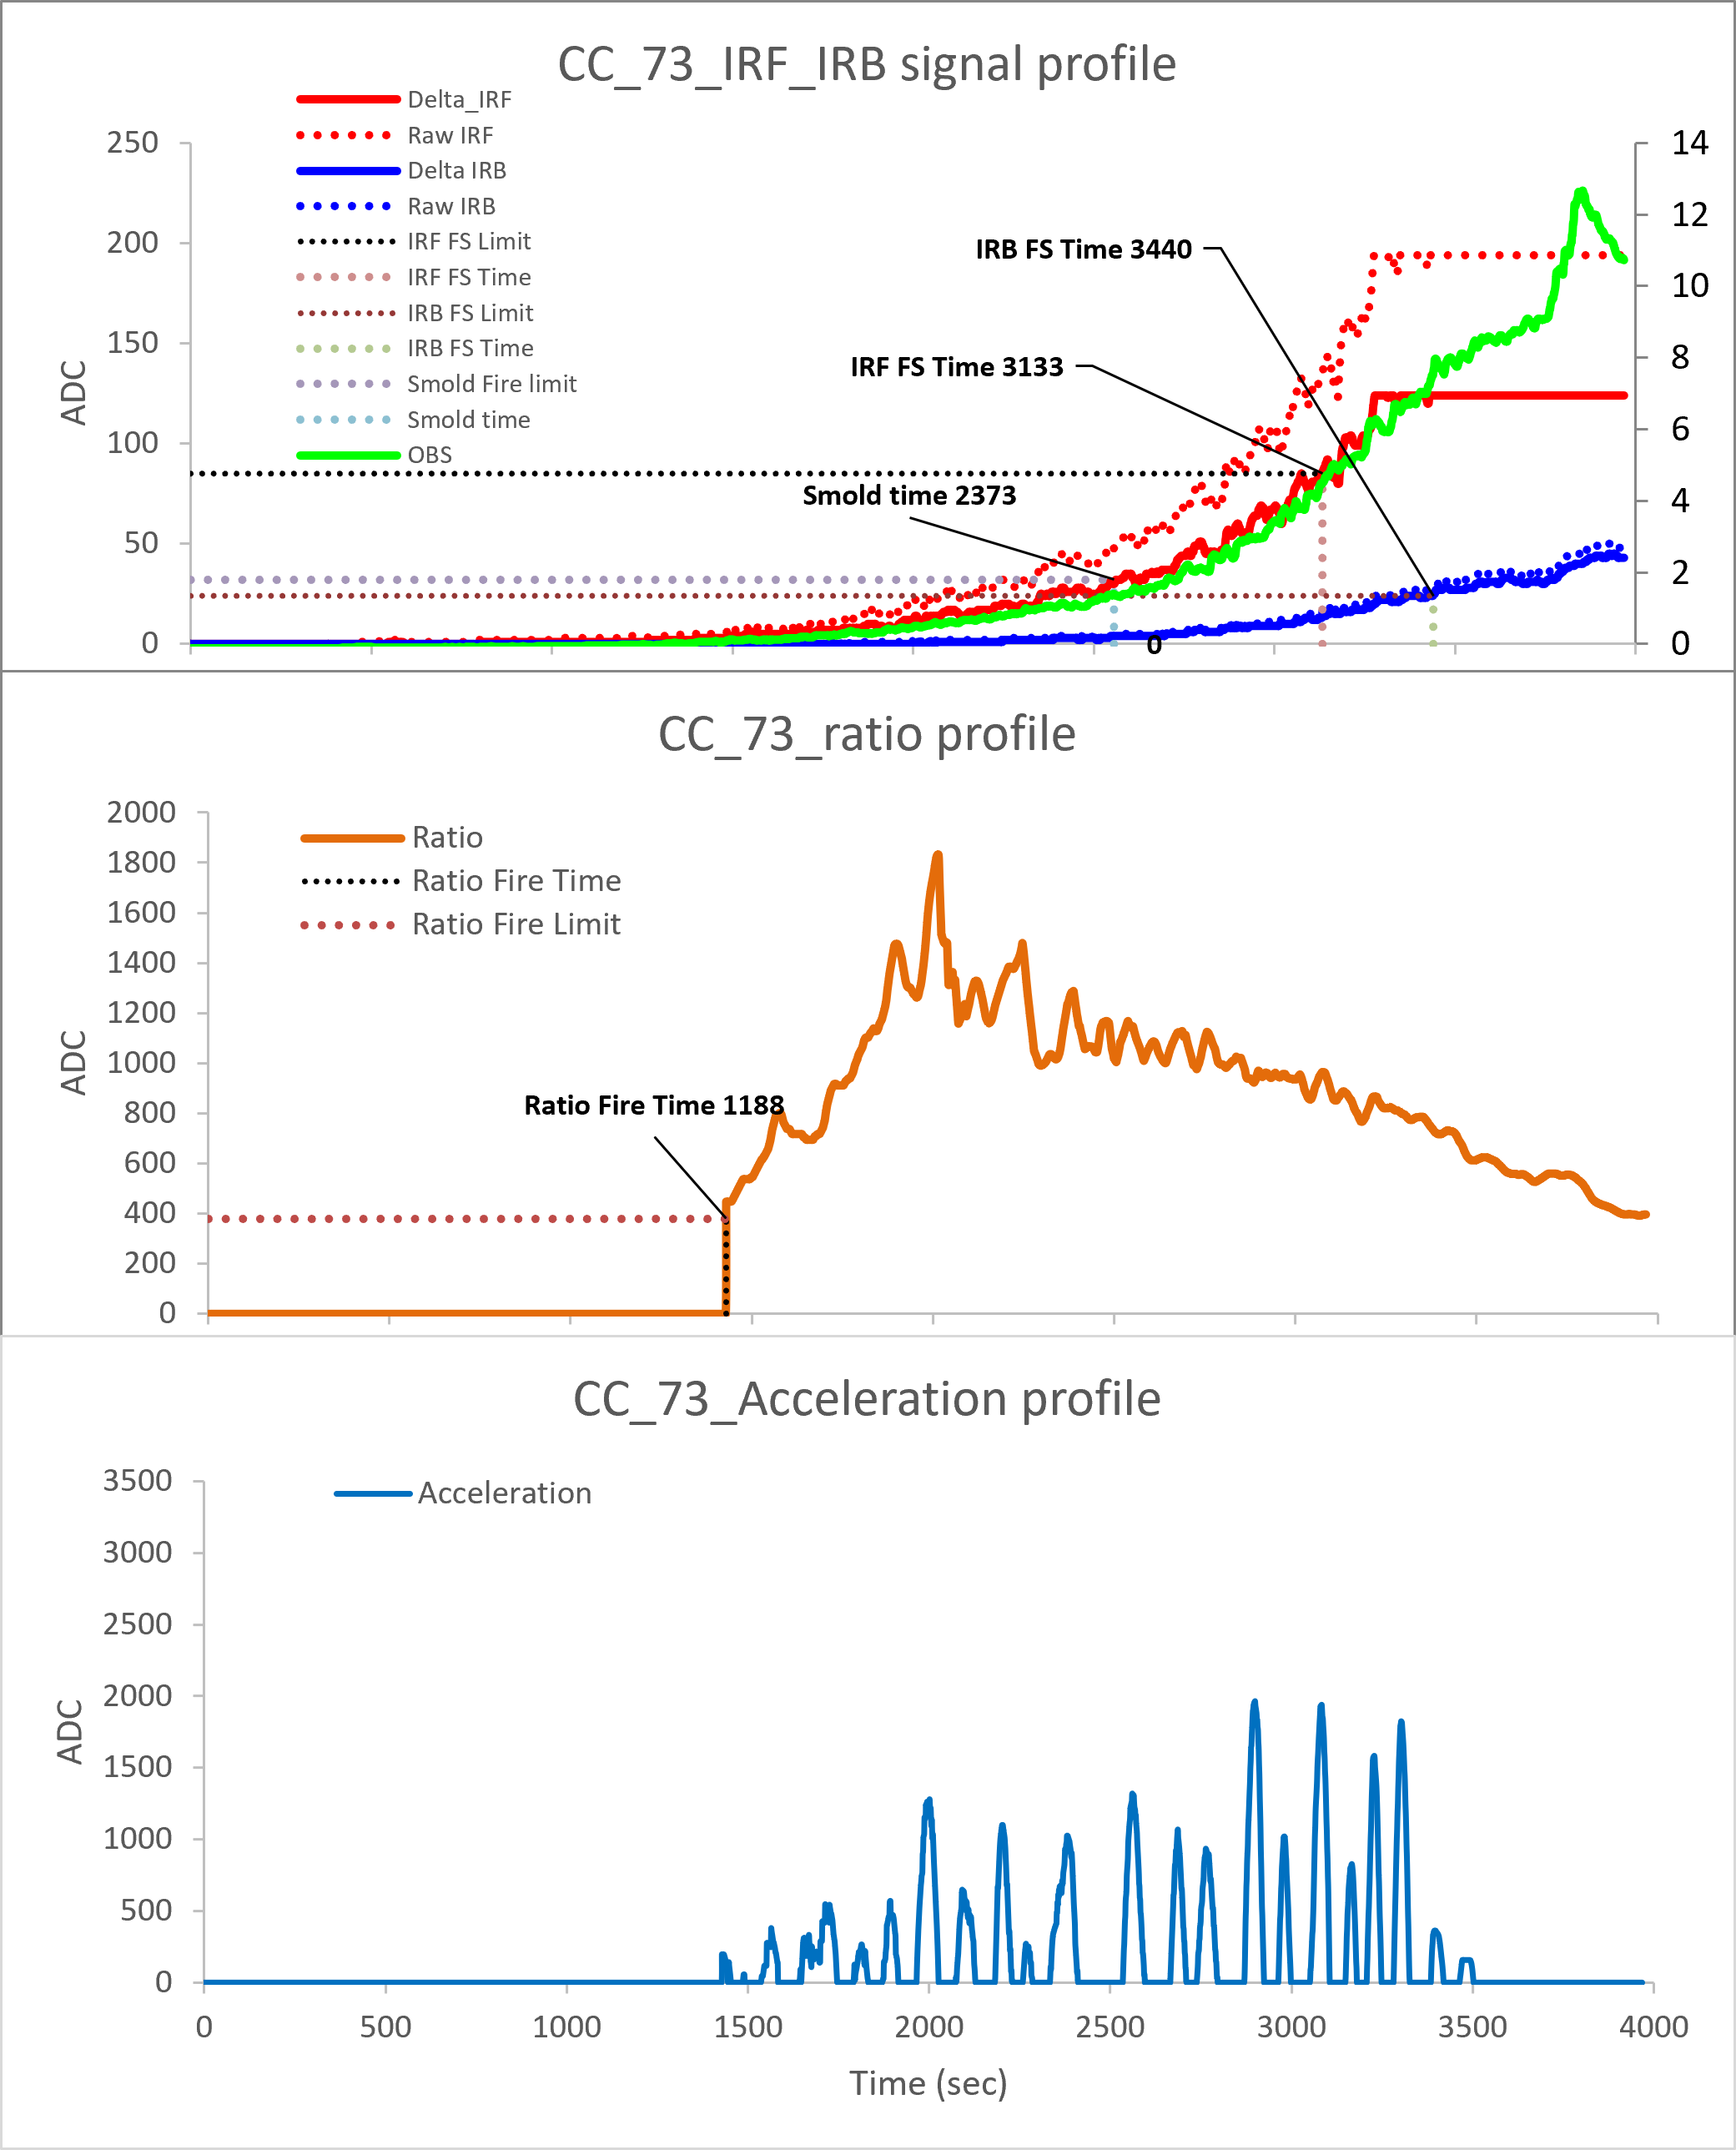 CC_73_IRF_IRB signal profile
Delta_IRF
Raw IRF
Delta IRB
Raw IRB
IRF FS Limit
IRF FS Time
IRB FS Limit
IRB FS Time
Smold Fire limit
Smold time
OBS
250
200
150
100
50
0
ADC
14
12
10
8
6
4
2
0
IRB FS Time 3440
IRF FS Time 3133
Smold time 2373
0
CC_73_ratio profile
2000
1800
1600
1400
1200
1000
800
600
400
200
0
ADC
Ratio
Ratio Fire Time
Ratio Fire Limit
Ratio Fire Time 1188
CC_73_Acceleration profile
3500
3000
2500
2000
1500
1000
500
0
ADC
Acceleration
0 500 1000 1500 2000 2500 3000 3500 4000
Time (sec)